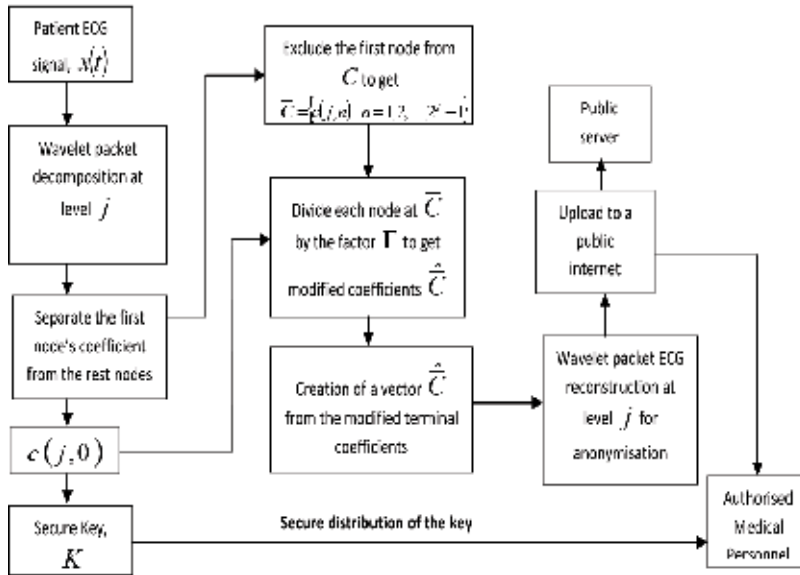 Patient ECG
signal, x(t)
Wavelet packet
decomposition at
level j
Separate the first
node's coefficient
from the rest nodes
c(j,0)
Secure Key,
K
Exclude the first node from
C to get
Divide each node at C̅
by the factor Γ to get
modified coefficients Ĉ̅
Creation of a vector Ĉ̅
from the modified terminal
coefficients
Wavelet packet ECG
reconstruction at
level j for
anonymisation
Upload to a
public
internet
Public
server
Secure distribution of the key
Authorised
Medical
Personnel